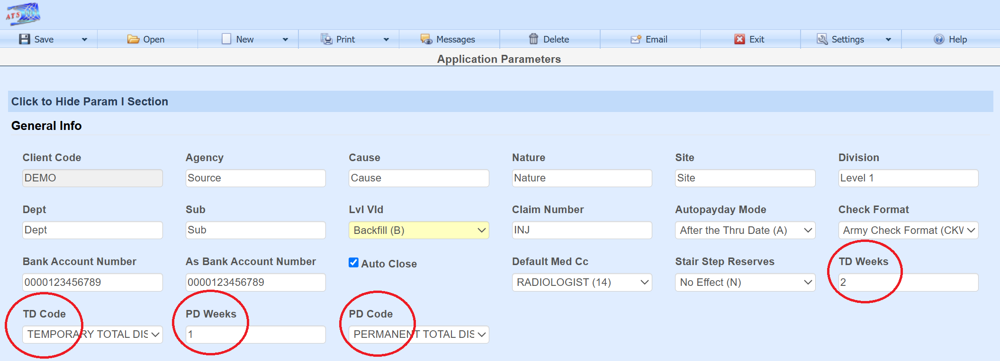 ATS
Save Open New Print Messages Delete Email Exit Settings Help
Application Parameters
Click to Hide Param I Section
General Info
Client Code Agency Cause Nature Site Division
DEMO Source Cause Nature Site Level 1
Dept Sub Lvl Vld Claim Number Autopayday Mode Check Format
Dept Sub Backfill (B) INJ After the Thru Date (A) Army Check Format (CKW
Bank Account Number As Bank Account Number Auto Close Default Med Cc Stair Step Reserves TD Weeks
0000123456789 0000123456789 RADIOLOGIST (14) No Effect (N) 2
TD Code PD Weeks PD Code
TEMPORARY TOTAL DIS 1 PERMANENT TOTAL DIS